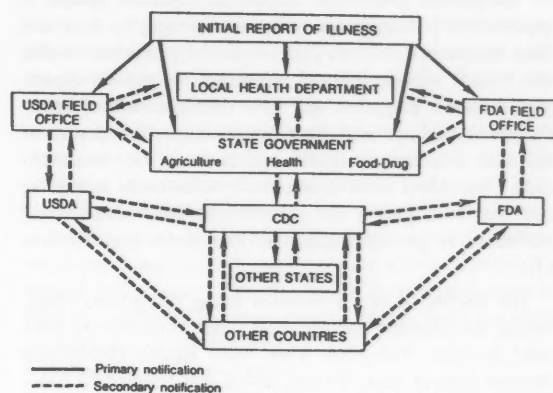 INITIAL REPORT OF ILLNESS
LOCAL HEALTH DEPARTMENT
USDA FIELD
OFFICE
FDA FIELD
OFFICE
STATE GOVERNMENT
Agriculture Health Food-Drug
USDA
CDC
FDA
OTHER STATES
OTHER COUNTRIES
Primary notification
Secondary notification